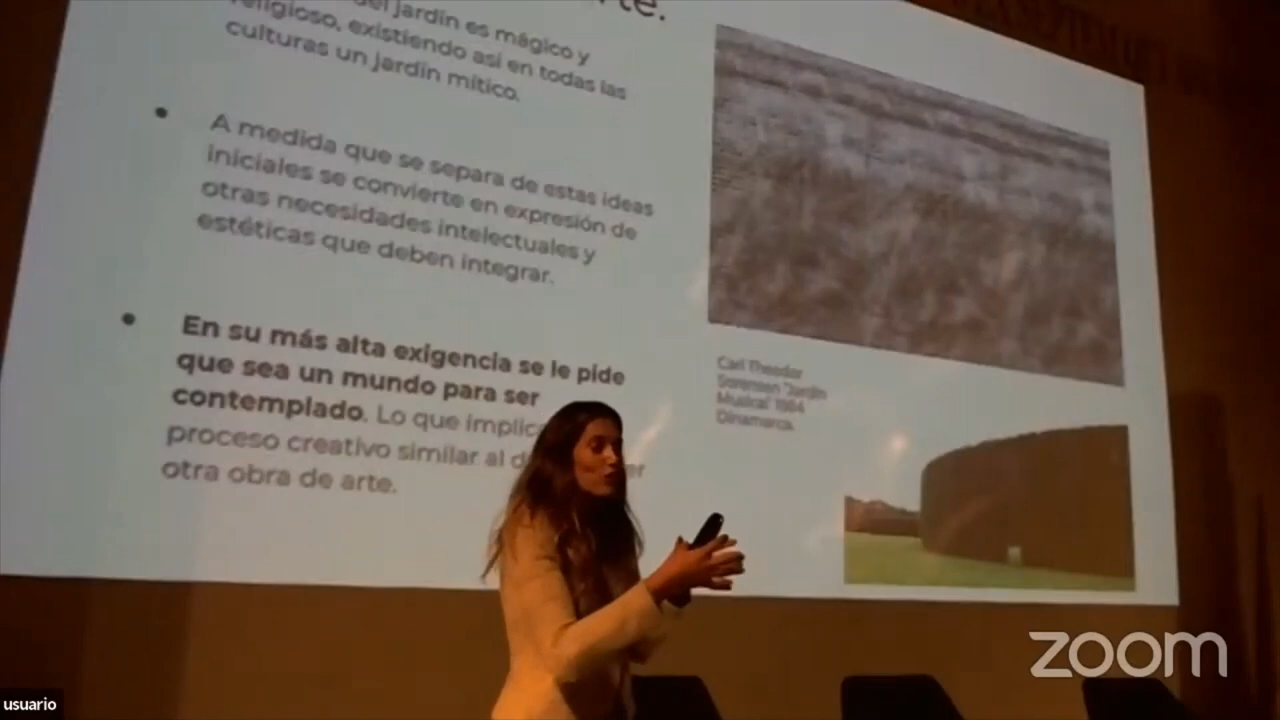 rte.
del jardín es mágico y
religioso, existiendo así en todas las
culturas un jardín mítico.
A medida que se separa de estas ideas
iniciales se convierte en expresión de
otras necesidades intelectuales y
estéticas que deben integrar.
En su más alta exigencia se le pide
que sea un mundo para ser
contemplado. Lo que implica
proceso creativo similar al d er
otra obra de arte.
Carl Theodor
Sorensen "Jardín
Musical" 1984
Dinamarca.
zoom
usuario